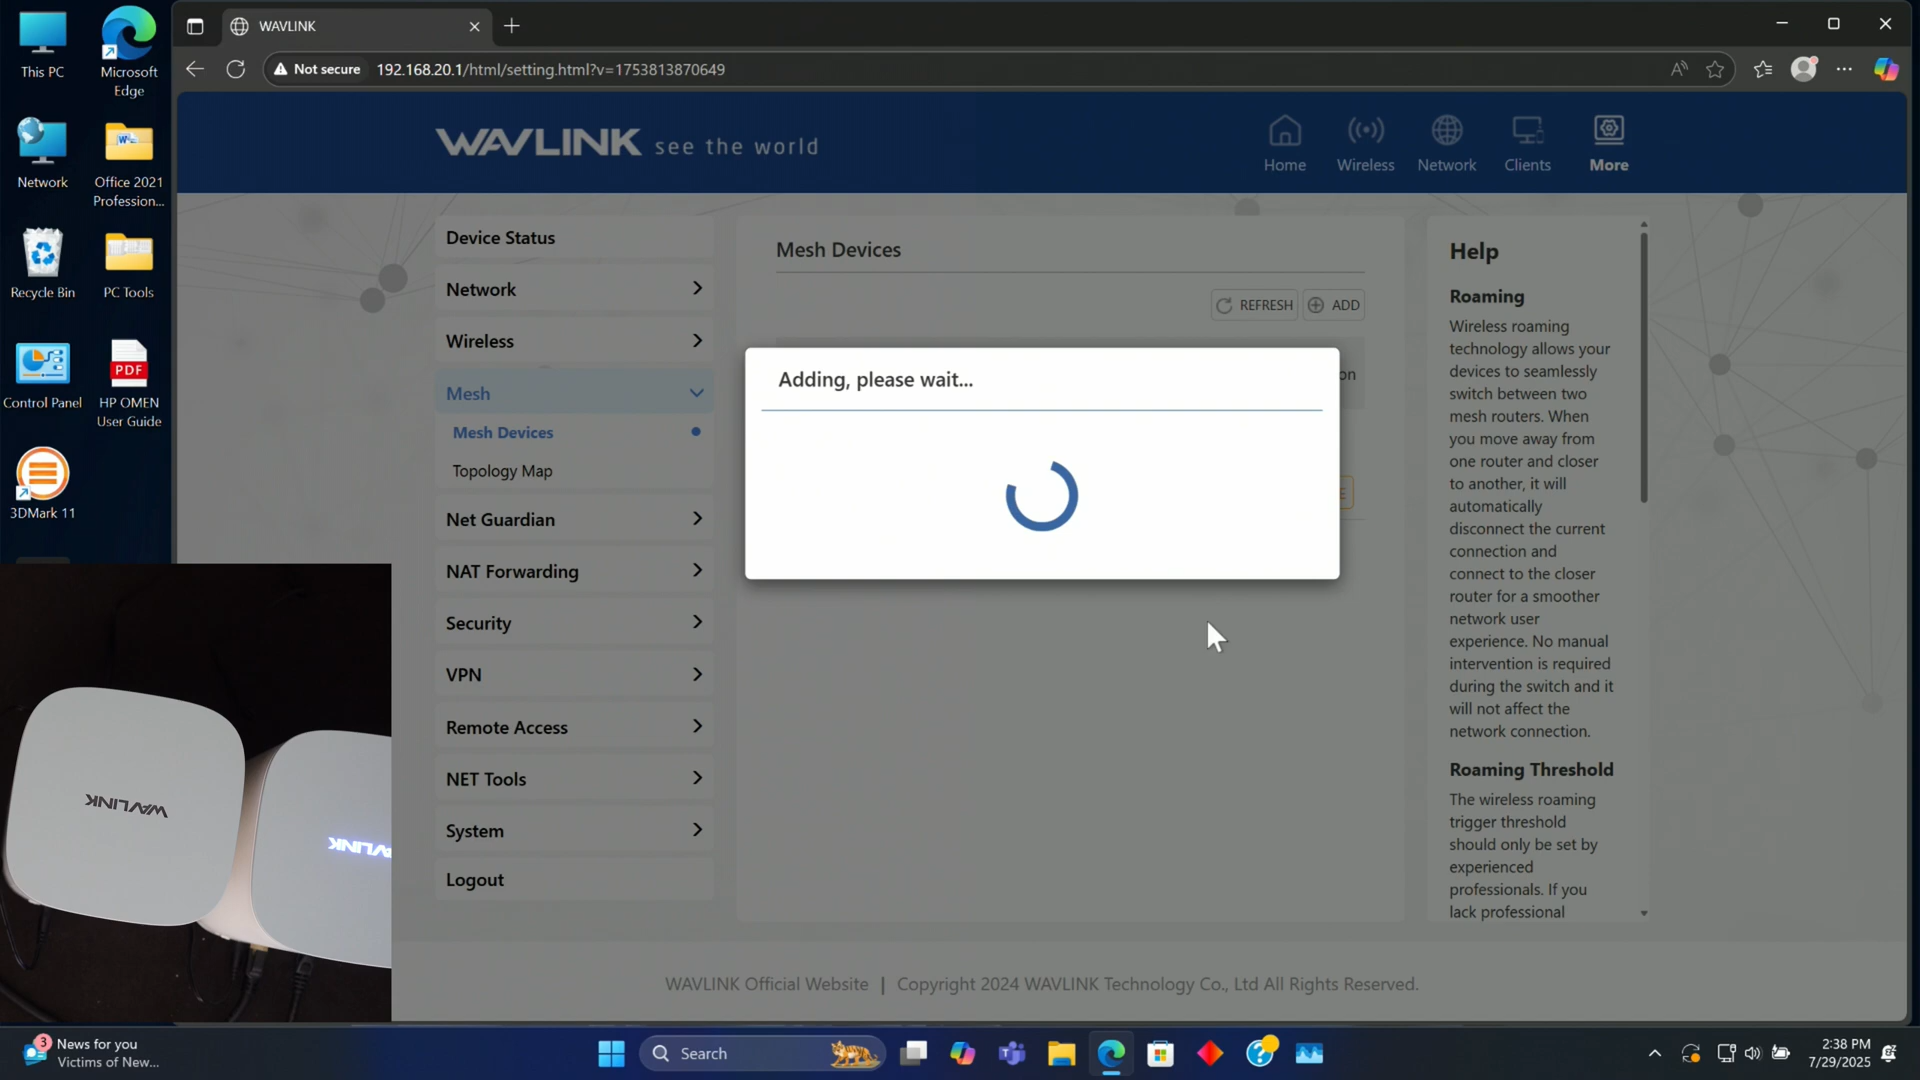 This PC
Microsoft
Edge
Network
Office 2021
Profession...
Recycle Bin
PC Tools
Control Panel
HP OMEN
User Guide
PDF
3DMark 11
WAVLINK
Not secure
192.168.20.1/html/setting.html?v=1753813870649
WAVLINK see the world
Home
Wireless
Network
Clients
More
Device Status
Network
Wireless
Mesh
Mesh Devices
Topology Map
Net Guardian
NAT Forwarding
Security
VPN
Remote Access
NET Tools
System
Logout
Mesh Devices
REFRESH
ADD
on
Adding, please wait...
E
Help
Roaming
Wireless roaming
technology allows your
devices to seamlessly
switch between two
mesh routers. When
you move away from
one router and closer
to another, it will
automatically
disconnect the current
connection and
connect to the closer
router for a smoother
network user
experience. No manual
intervention is required
during the switch and it
will not affect the
network connection.
Roaming Threshold
The wireless roaming
trigger threshold
should only be set by
experienced
professionals. If you
lack professional
WAVLINK
WAVLINK
WAVLINK Official Website | Copyright 2024 WAVLINK Technology Co., Ltd All Rights Reserved.
3
News for you
Victims of New...
Search
2:38 PM
7/29/2025